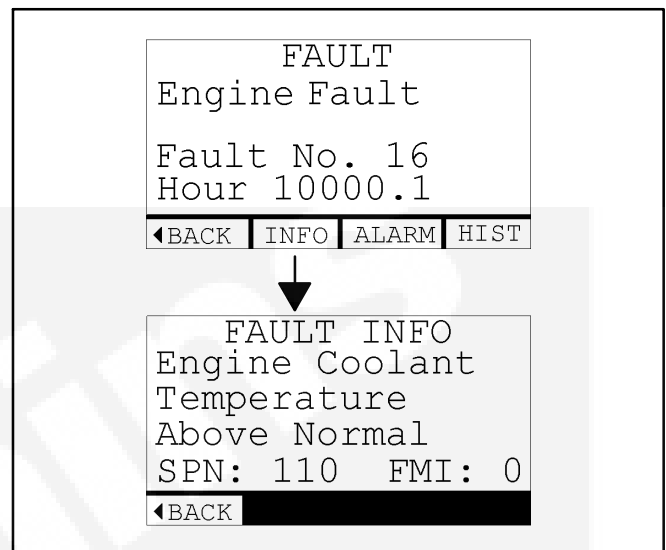 FAULT
Engine Fault
Fault No. 16
Hour 10000.1
◀BACK INFO ALARM HIST
FAULT INFO
Engine Coolant
Temperature
Above Normal
SPN: 110 FMI: 0
◀BACK